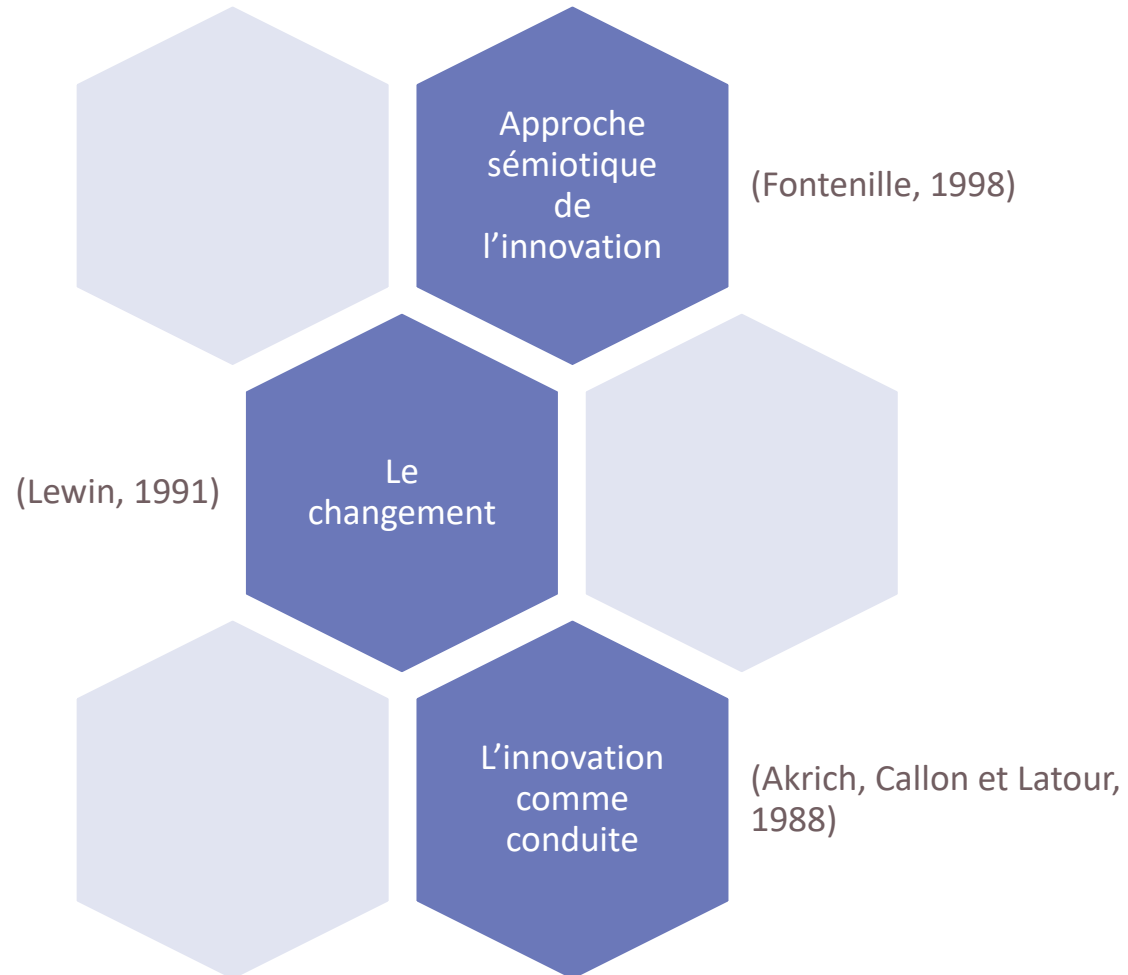 Approche
sémiotique
de
l’innovation
(Fontenille, 1998)
(Lewin, 1991)
Le
changement
L’innovation
comme
conduite
(Akrich, Callon et Latour,
1988)